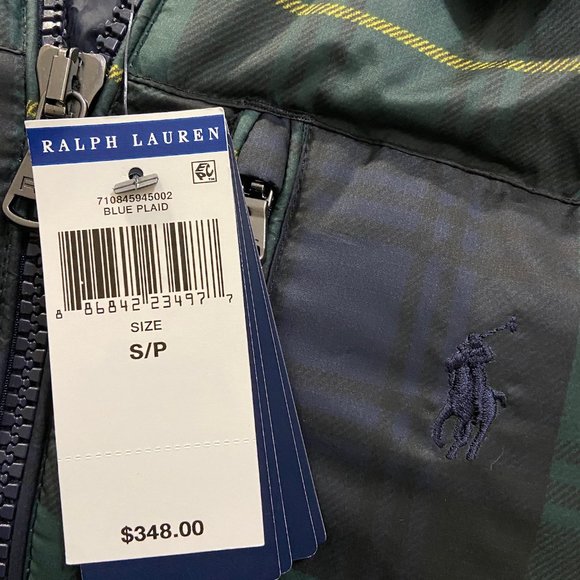 RALPH LAUREN
710845945002
BLUE PLAID
8 86842 23497 7
SIZE
S/P
$348.00